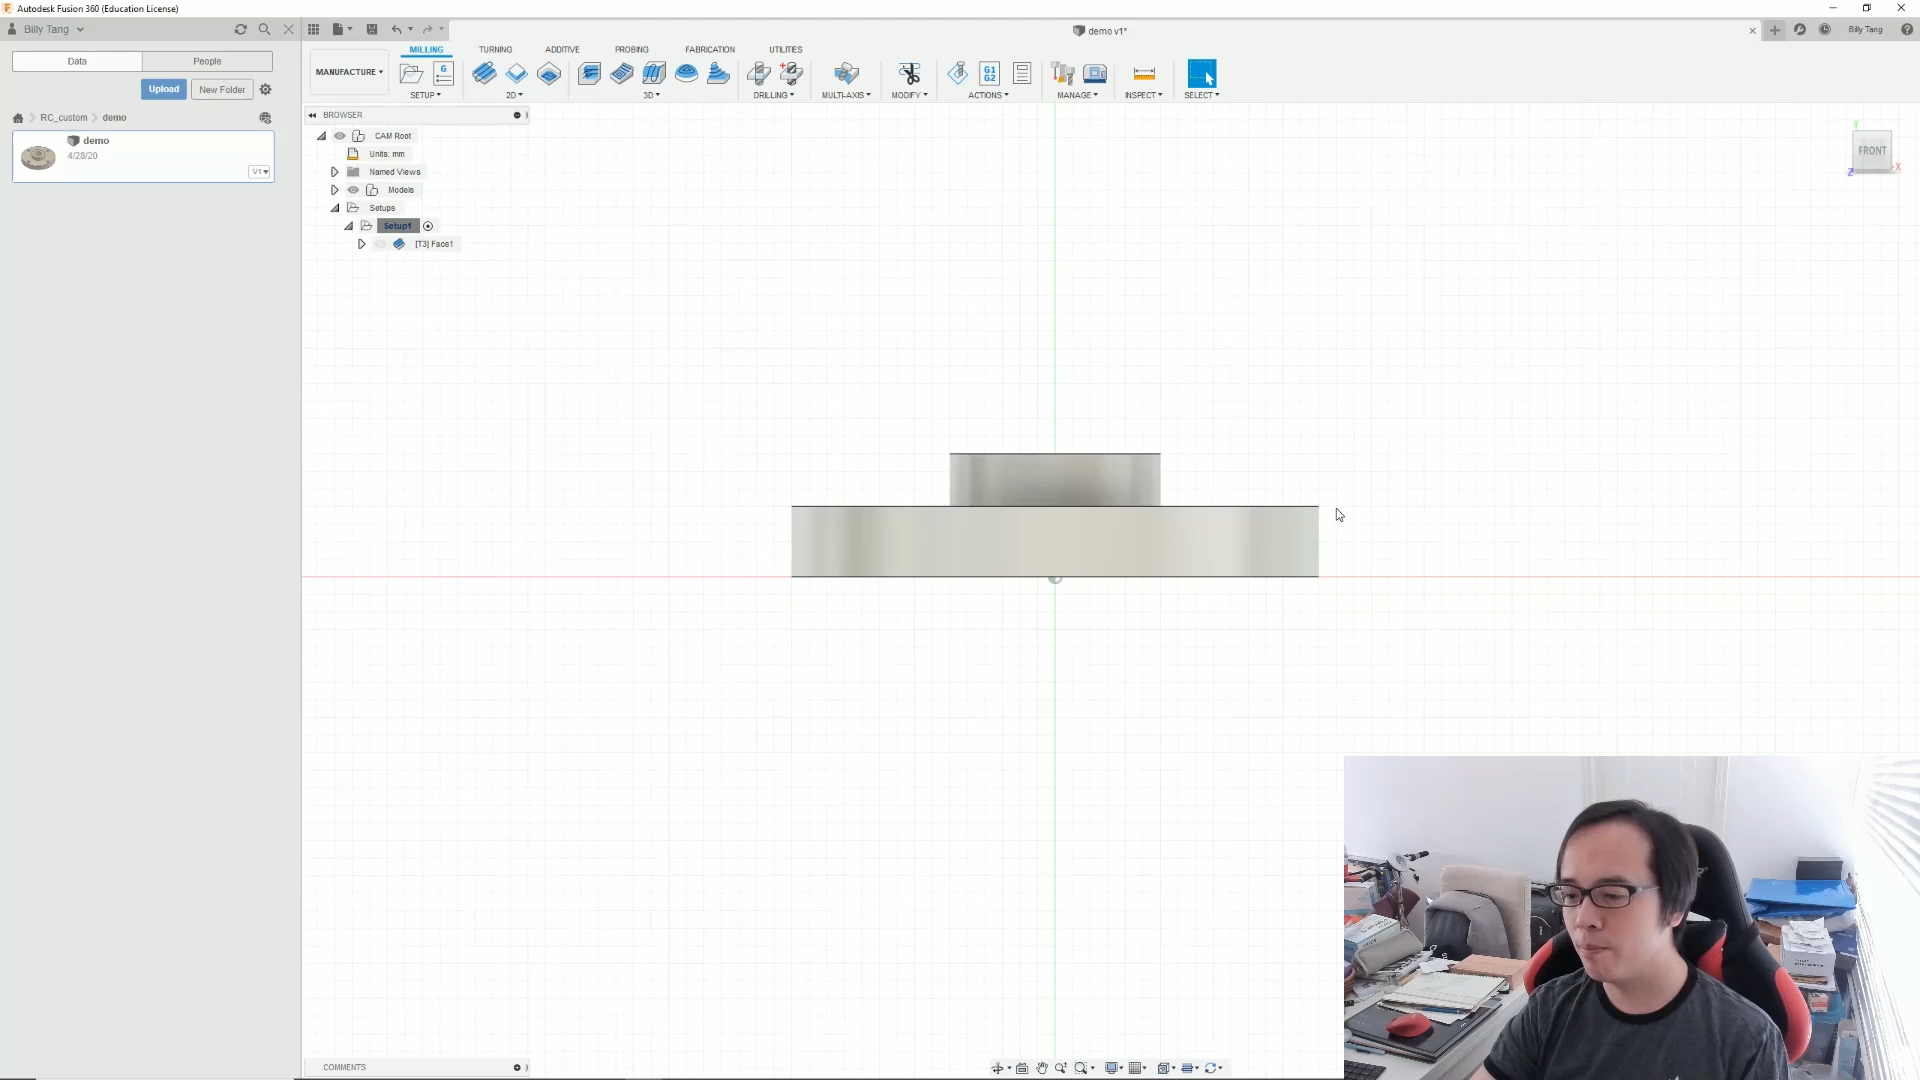 Autodesk Fusion 360 (Education License)
Billy Tang
demo v1*
Billy Tang
Data
People
MILLING
TURNING
ADDITIVE
PROBING
FABRICATION
UTILITIES
MANUFACTURE
G
G1
G2
Upload
New Folder
SETUP
2D
3D
DRILLING
MULTI-AXIS
MODIFY
ACTIONS
MANAGE
INSPECT
SELECT
RC_custom
demo
BROWSER
demo
4/28/20
V1
CAM Root
Units: mm
Named Views
Models
Setups
Setup1
[T3] Face1
Y
FRONT
X
Z
COMMENTS